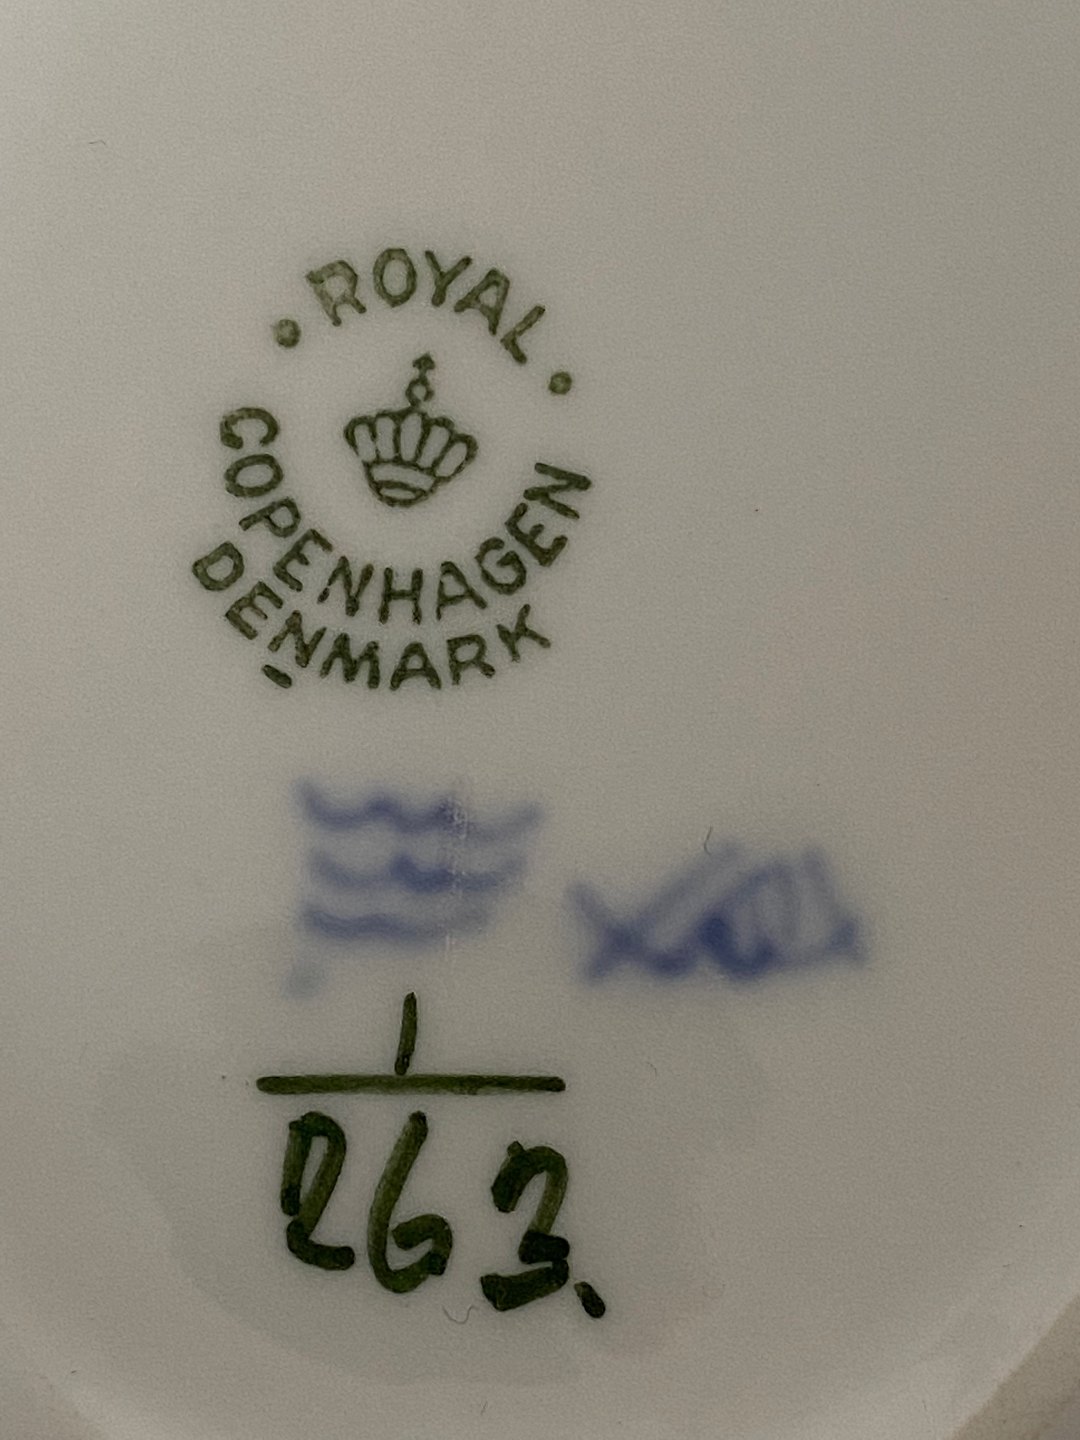 • ROYAL •
COPENHAGEN
DENMARK
1
263.